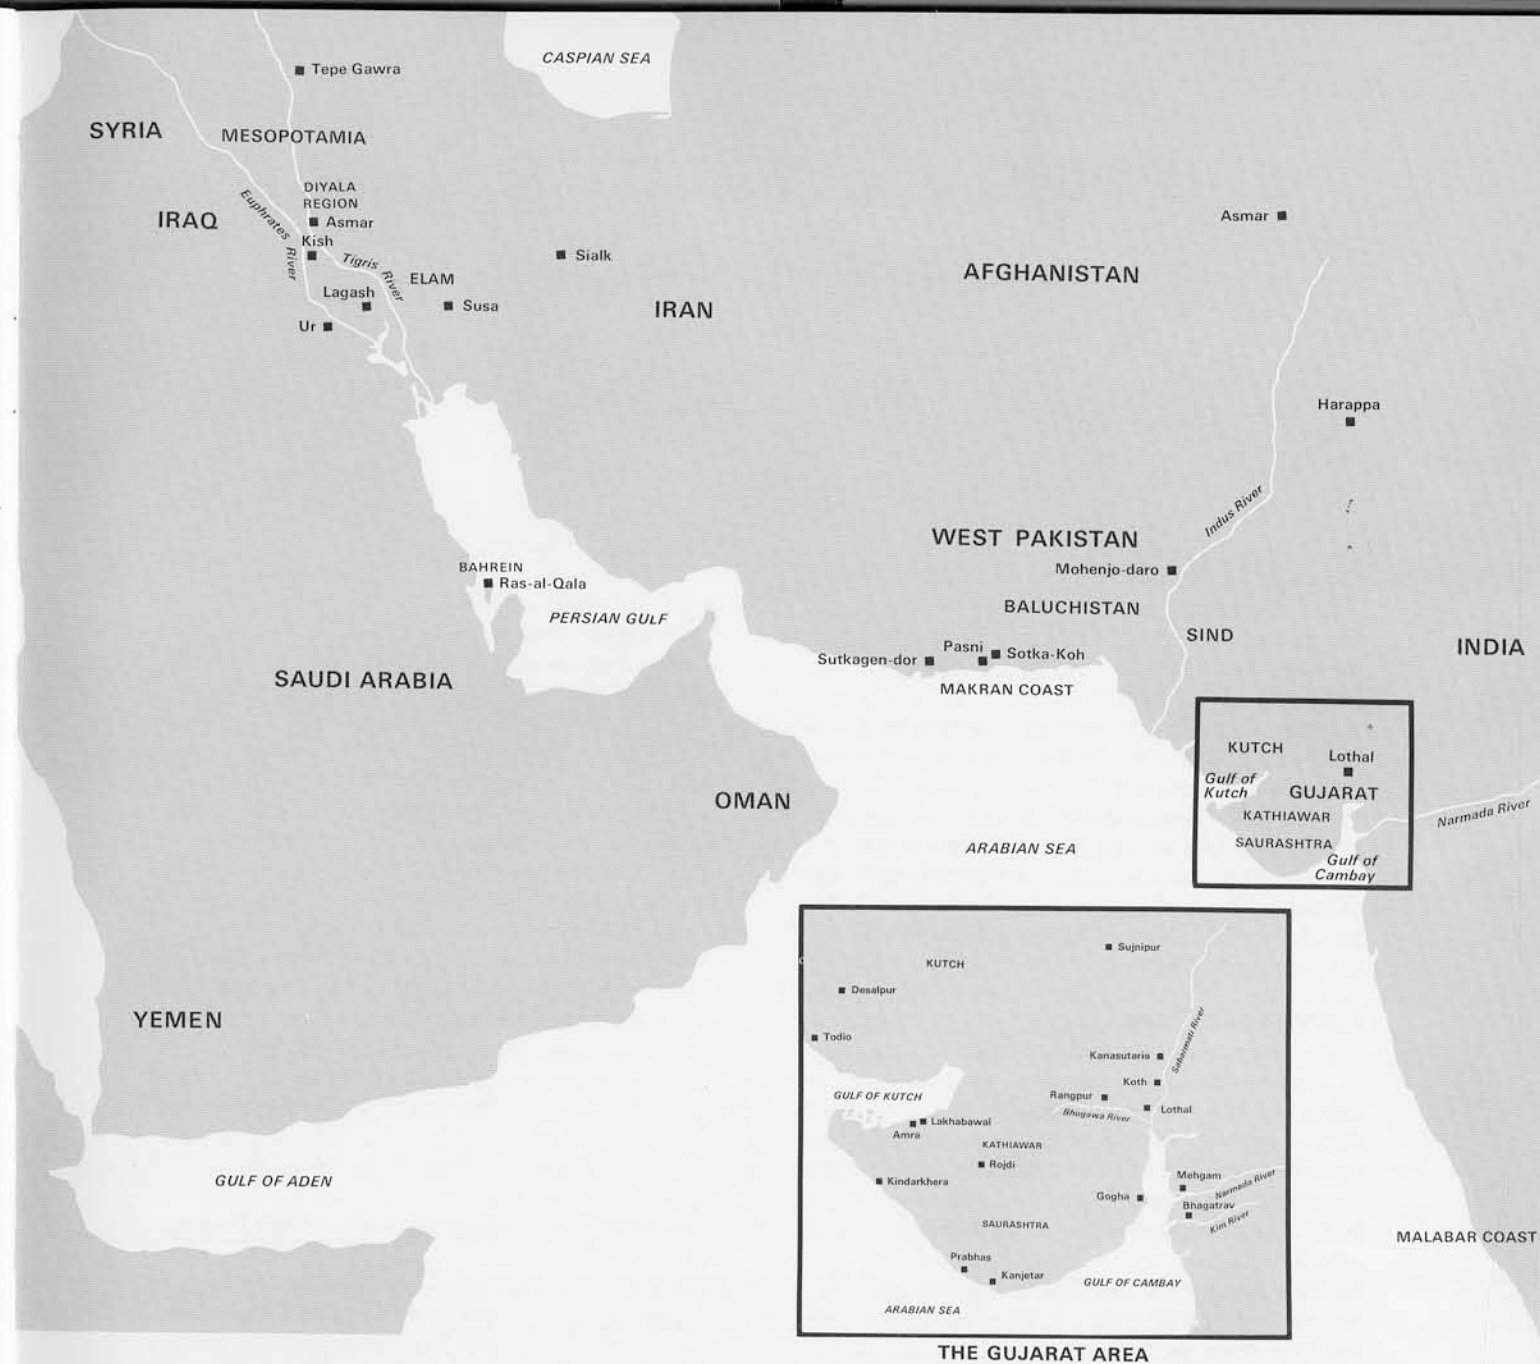 CASPIAN SEA
Tepe Gawra
SYRIA
MESOPOTAMIA
DIYALA
REGION
Asmar
IRAQ
Euphrates River
Kish
Tigris River
ELAM
Sialk
Lagash
Susa
Ur
IRAN
Asmar
AFGHANISTAN
Harappa
Indus River
WEST PAKISTAN
Mohenjo-daro
BALUCHISTAN
SIND
INDIA
BAHREIN
Ras-al-Qala
PERSIAN GULF
Pasni
Sotka-Koh
Sutkagen-dor
MAKRAN COAST
SAUDI ARABIA
KUTCH
Lothal
Gulf of
Kutch
GUJARAT
KATHIAWAR
SAURASHTRA
Gulf of
Cambay
Narmada River
OMAN
ARABIAN SEA
YEMEN
GULF OF ADEN
MALABAR COAST
Sujnipur
KUTCH
Desalpur
Todio
Sabarmati River
Kanasutaria
Koth
Rangpur
Lothal
Bhogawa River
GULF OF KUTCH
Lakhabawal
Amra
KATHIAWAR
Rojdi
Kindarkhera
Gogha
Mehgam
Narmada River
Bhagatrav
Kim River
SAURASHTRA
Prabhas
Kanjetar
GULF OF CAMBAY
ARABIAN SEA
THE GUJARAT AREA